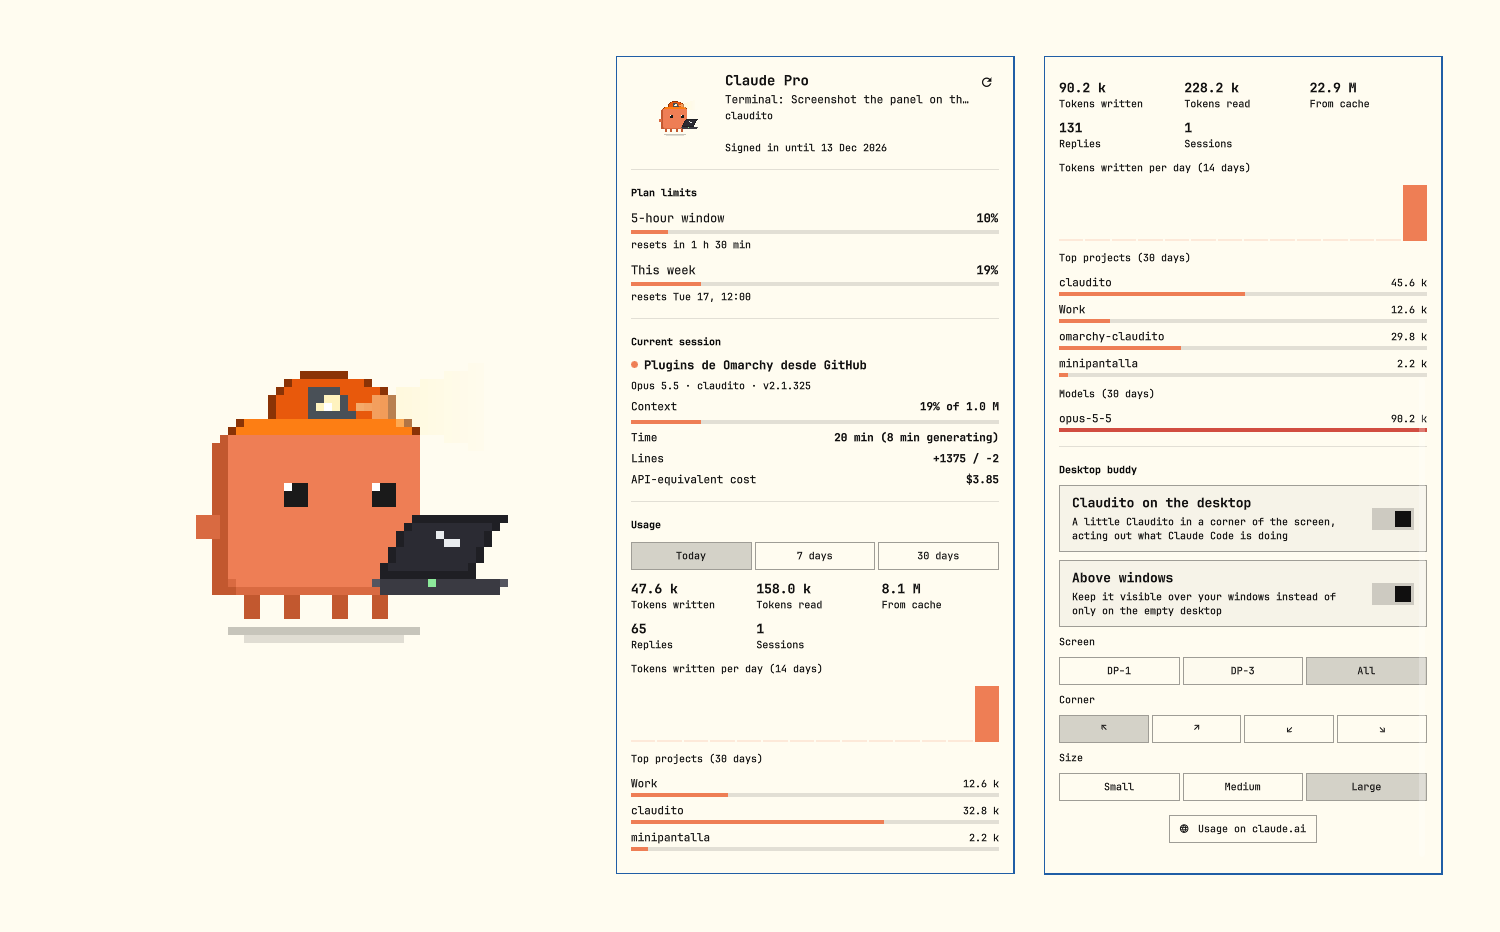 Claude Pro
Terminal: Screenshot the panel on th…
claudito
Signed in until 13 Dec 2026
Plan limits
5-hour window 10%
resets in 1 h 30 min
This week 19%
resets Tue 17, 12:00
Current session
Plugins de Omarchy desde GitHub
Opus 5.5 · claudito · v2.1.325
Context 19% of 1.0 M
Time 20 min (8 min generating)
Lines +1375 / -2
API-equivalent cost $3.85
Usage
Today 7 days 30 days
47.6 k 158.0 k 8.1 M
Tokens written Tokens read From cache
65 1
Replies Sessions
Tokens written per day (14 days)
Top projects (30 days)
Work 12.6 k
claudito 32.8 k
minipantalla 2.2 k
90.2 k 228.2 k 22.9 M
Tokens written Tokens read From cache
131 1
Replies Sessions
Tokens written per day (14 days)
Top projects (30 days)
claudito 45.6 k
Work 12.6 k
omarchy-claudito 29.8 k
minipantalla 2.2 k
Models (30 days)
opus-5-5 90.2 k
Desktop buddy
Claudito on the desktop
A little Claudito in a corner of the screen,
acting out what Claude Code is doing
Above windows
Keep it visible over your windows instead of
only on the empty desktop
Screen
DP-1 DP-3 All
Corner
↖ ↗ ↙ ↘
Size
Small Medium Large
Usage on claude.ai